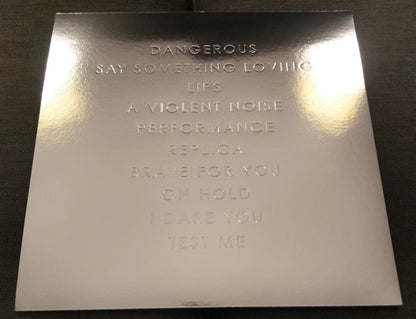 DANGEROUS
SAY SOMETHING LOVING
LIPS
A VIOLENT NOISE
PERFORMANCE
REPLICA
BRAVE FOR YOU
ON HOLD
I DARE YOU
TEST ME